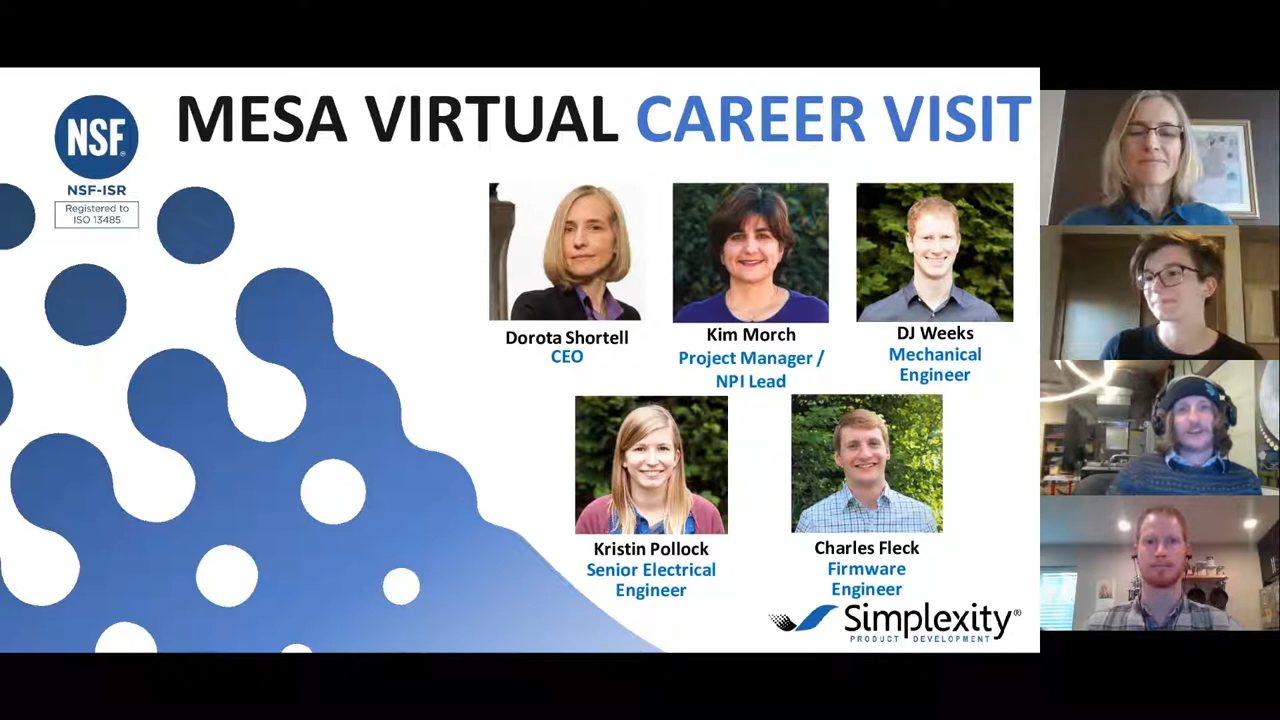 NSF®
NSF-ISR
Registered to
ISO 13485
MESA VIRTUAL CAREER VISIT
Dorota Shortell
CEO
Kim Morch
Project Manager /
NPI Lead
DJ Weeks
Mechanical
Engineer
Kristin Pollock
Senior Electrical
Engineer
Charles Fleck
Firmware
Engineer
Simplexity®
PRODUCT DEVELOPMENT